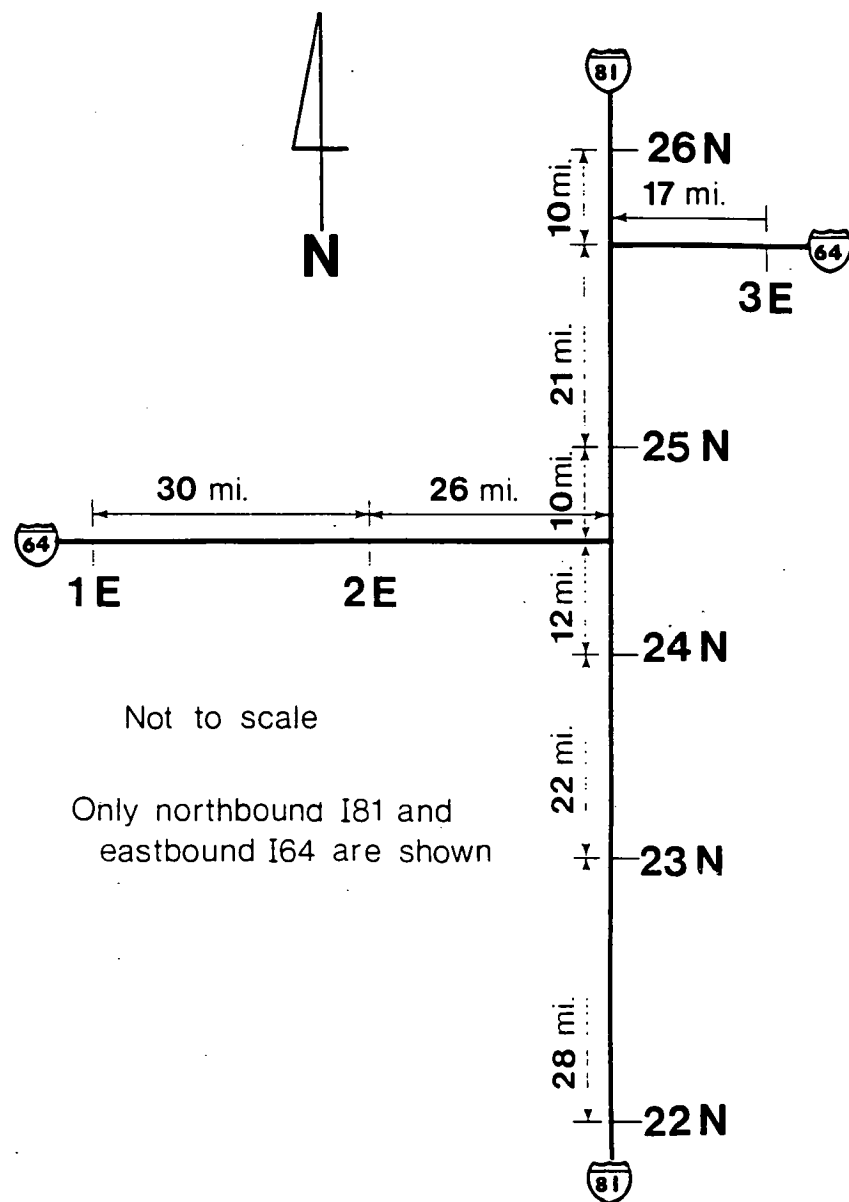 81
26 N
10 mi.
17 mi.
64
3 E
N
21 mi.
25 N
30 mi.
26 mi.
10 mi.
64
1 E
2 E
12 mi.
24 N
Not to scale
22 mi.
Only northbound I81 and
eastbound I64 are shown
23 N
28 mi.
22 N
81